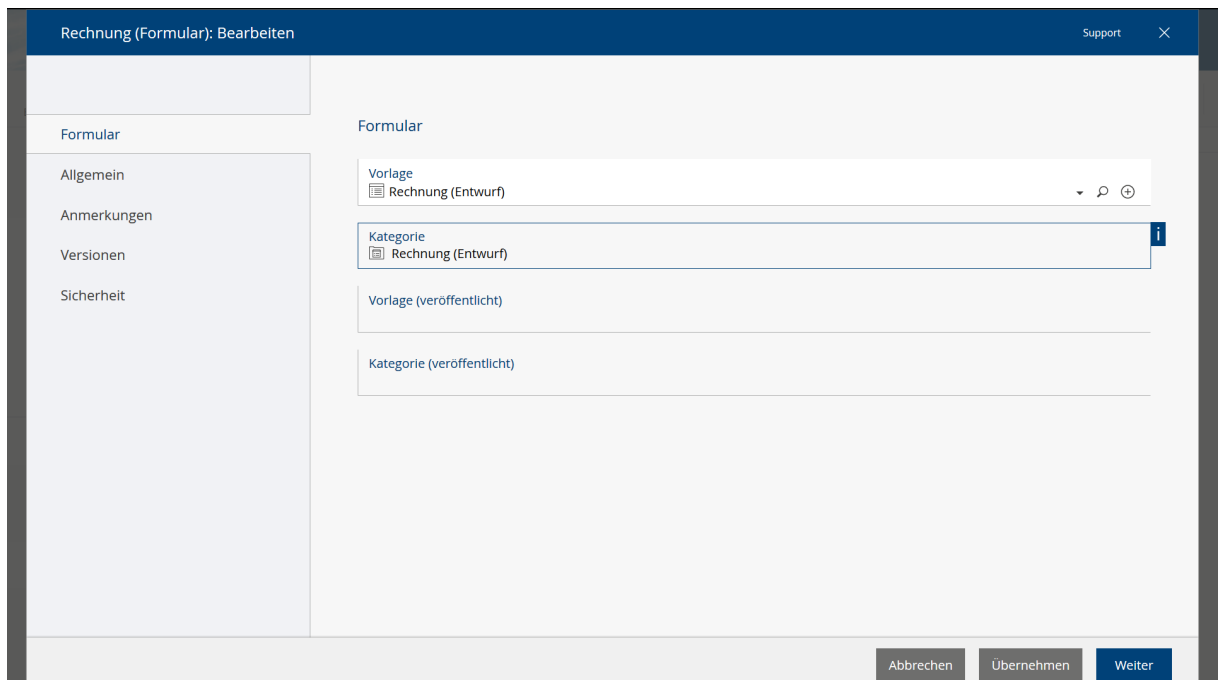 Rechnung (Formular): Bearbeiten
Support
Formular
Allgemein
Anmerkungen
Versionen
Sicherheit
Formular
Vorlage
Rechnung (Entwurf)
Kategorie
i
Rechnung (Entwurf)
Vorlage (veröffentlicht)
Kategorie (veröffentlicht)
Abbrechen
Übernehmen
Weiter